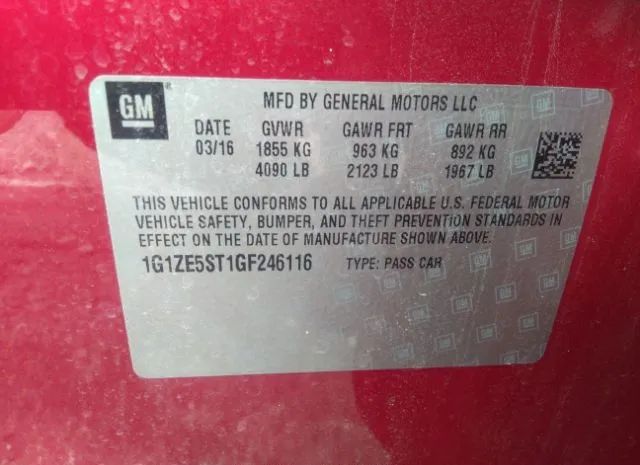 GM
MFD BY GENERAL MOTORS LLC
DATE GVWR GAWR FRT GAWR RR
03/16 1855 KG 963 KG 892 KG
4090 LB 2123 LB 1967 LB
THIS VEHICLE CONFORMS TO ALL APPLICABLE U.S. FEDERAL MOTOR
VEHICLE SAFETY, BUMPER, AND THEFT PREVENTION STANDARDS IN
EFFECT ON THE DATE OF MANUFACTURE SHOWN ABOVE.
1G1ZE5ST1GF246116 TYPE: PASS CAR